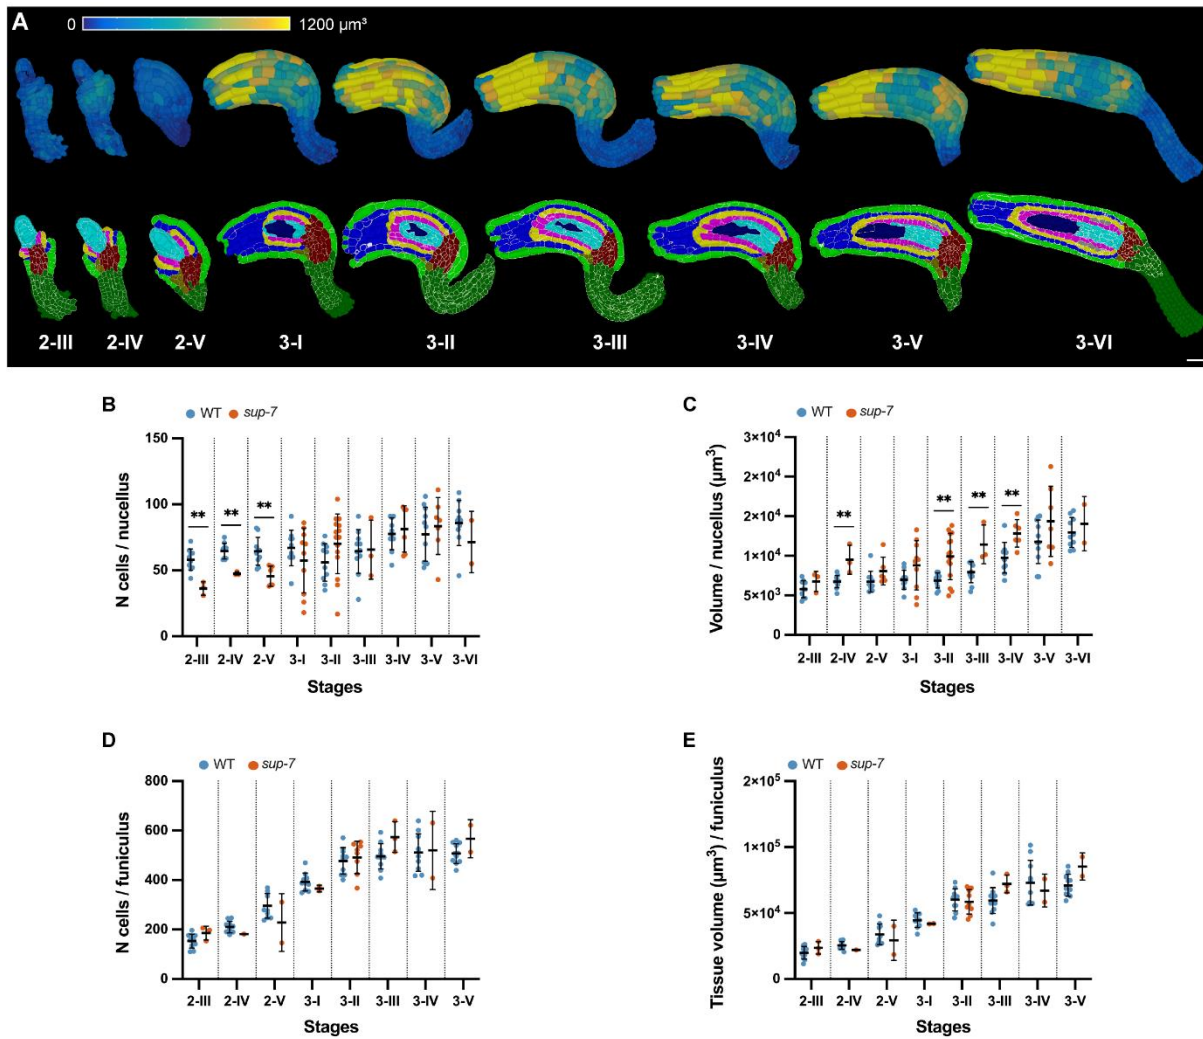 A
0 1200 µm³
2-III 2-IV 2-V 3-I 3-II 3-III 3-IV 3-V 3-VI
B
WT sup-7
N cells / nucellus
150
100
50
0
** ** **
2-III 2-IV 2-V 3-I 3-II 3-III 3-IV 3-V 3-VI
Stages
C
WT sup-7
Volume / nucellus (µm³)
3×10⁴
2×10⁴
2×10⁴
1×10⁴
5×10³
0
** ** ** **
2-III 2-IV 2-V 3-I 3-II 3-III 3-IV 3-V 3-VI
Stages
D
WT sup-7
N cells / funiculus
800
600
400
200
0
2-III 2-IV 2-V 3-I 3-II 3-III 3-IV 3-V
Stages
E
WT sup-7
Tissue volume (µm³) / funiculus
2×10⁵
1×10⁵
5×10⁴
0
2-III 2-IV 2-V 3-I 3-II 3-III 3-IV 3-V
Stages